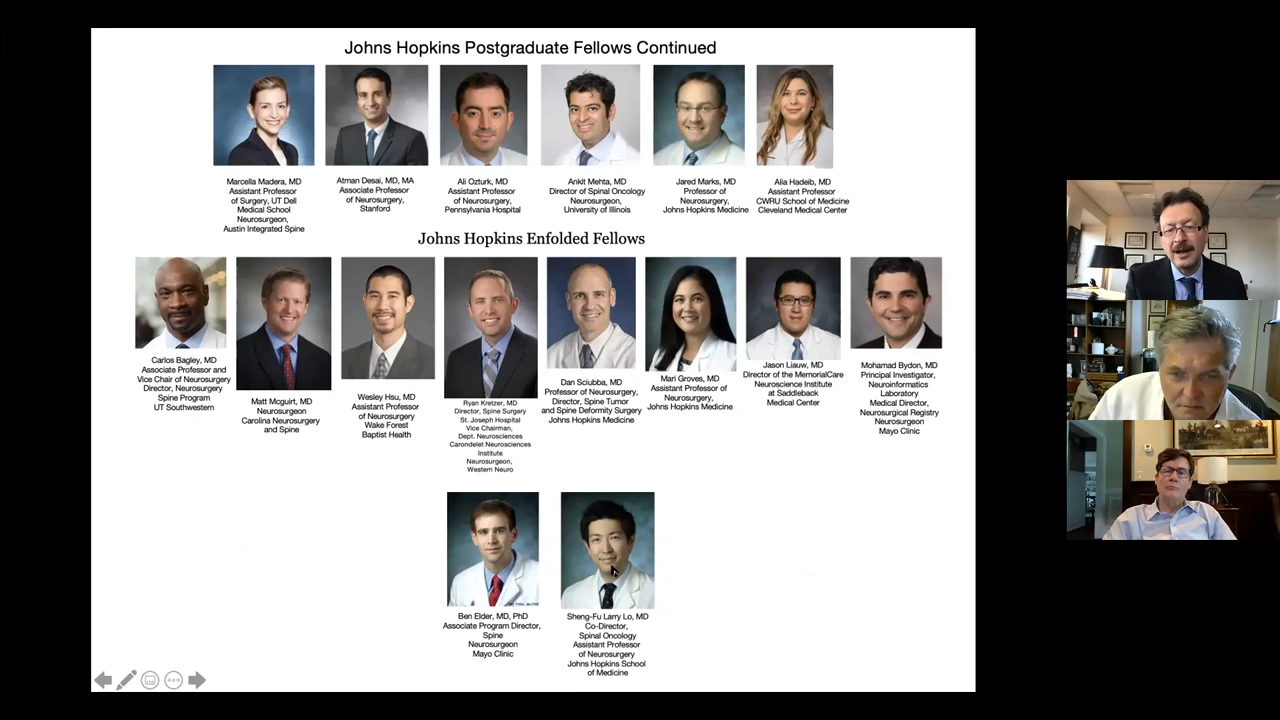 Johns Hopkins Postgraduate Fellows Continued
Marcella Madera, MD
Assistant Professor
of Surgery, UT Dell
Medical School
Neurosurgeon,
Austin Integrated Spine
Atman Desai, MD, MA
Associate Professor
of Neurosurgery,
Stanford
Ali Ozturk, MD
Assistant Professor
of Neurosurgery,
Pennsylvania Hospital
Ankit Mehta, MD
Director of Spinal Oncology
Neurosurgeon,
University of Illinois
Jared Marks, MD
Professor of
Neurosurgery,
Johns Hopkins Medicine
Alia Hadeib, MD
Assistant Professor
CWRU School of Medicine
Cleveland Medical Center
Johns Hopkins Enfolded Fellows
Carlos Bagley, MD
Associate Professor and
Vice Chair of Neurosurgery
Director, Neurosurgery
Spine Program
UT Southwestern
Matt Mcguirt, MD
Neurosurgeon
Carolina Neurosurgery
and Spine
Wesley Hsu, MD
Assistant Professor
of Neurosurgery
Wake Forest
Baptist Health
Ryan Kretzer, MD
Director, Spine Surgery
St. Joseph Hospital
Vice Chairman,
Dept. Neurosciences
Carondelet Neurosciences
Institute
Neurosurgeon,
Western Neuro
Dan Sciubba, MD
Professor of Neurosurgery,
Director, Spine Tumor
and Spine Deformity Surgery
Johns Hopkins Medicine
Mari Groves, MD
Assistant Professor of
Neurosurgery,
Johns Hopkins Medicine
Jason Liauw, MD
Director of the MemorialCare
Neuroscience Institute
at Saddleback
Medical Center
Mohamad Bydon, MD
Principal Investigator,
Neuroinformatics
Laboratory
Medical Director,
Neurosurgical Registry
Neurosurgeon
Mayo Clinic
Ben Elder, MD, PhD
Associate Program Director,
Spine
Neurosurgeon
Mayo Clinic
Sheng-Fu Larry Lo, MD
Co-Director,
Spinal Oncology
Assistant Professor
of Neurosurgery
Johns Hopkins School
of Medicine